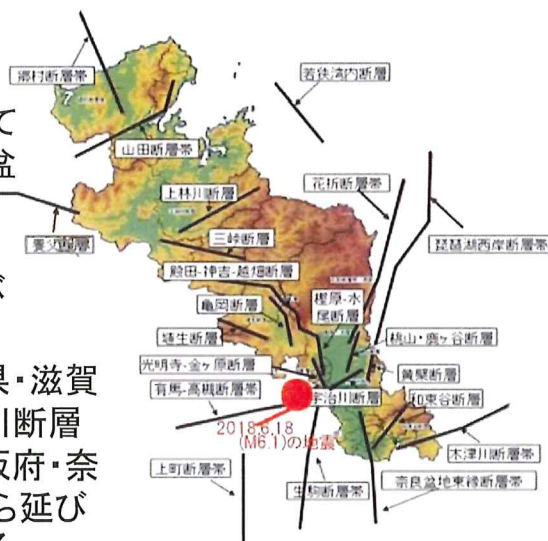 郷村断層帯
若狭湾内断層
て
山田断層帯
盆
上林川断層
花折断層帯
養父断層
三峠断層
琵琶湖西岸断層帯
殿田-神吉-越畑断層
樫原-水
尾断層
亀岡断層
埴生断層
桃山・鹿ヶ谷断層
光明寺-金ヶ原断層
黄檗断層
県・滋賀
有馬-高槻断層帯
宇治川断層
和束谷断層
川断層
2018.6.18
(M6.1)の地震
阪府・奈
上町断層帯
木津川断層帯
生駒断層帯
奈良盆地東縁断層帯
ら延び